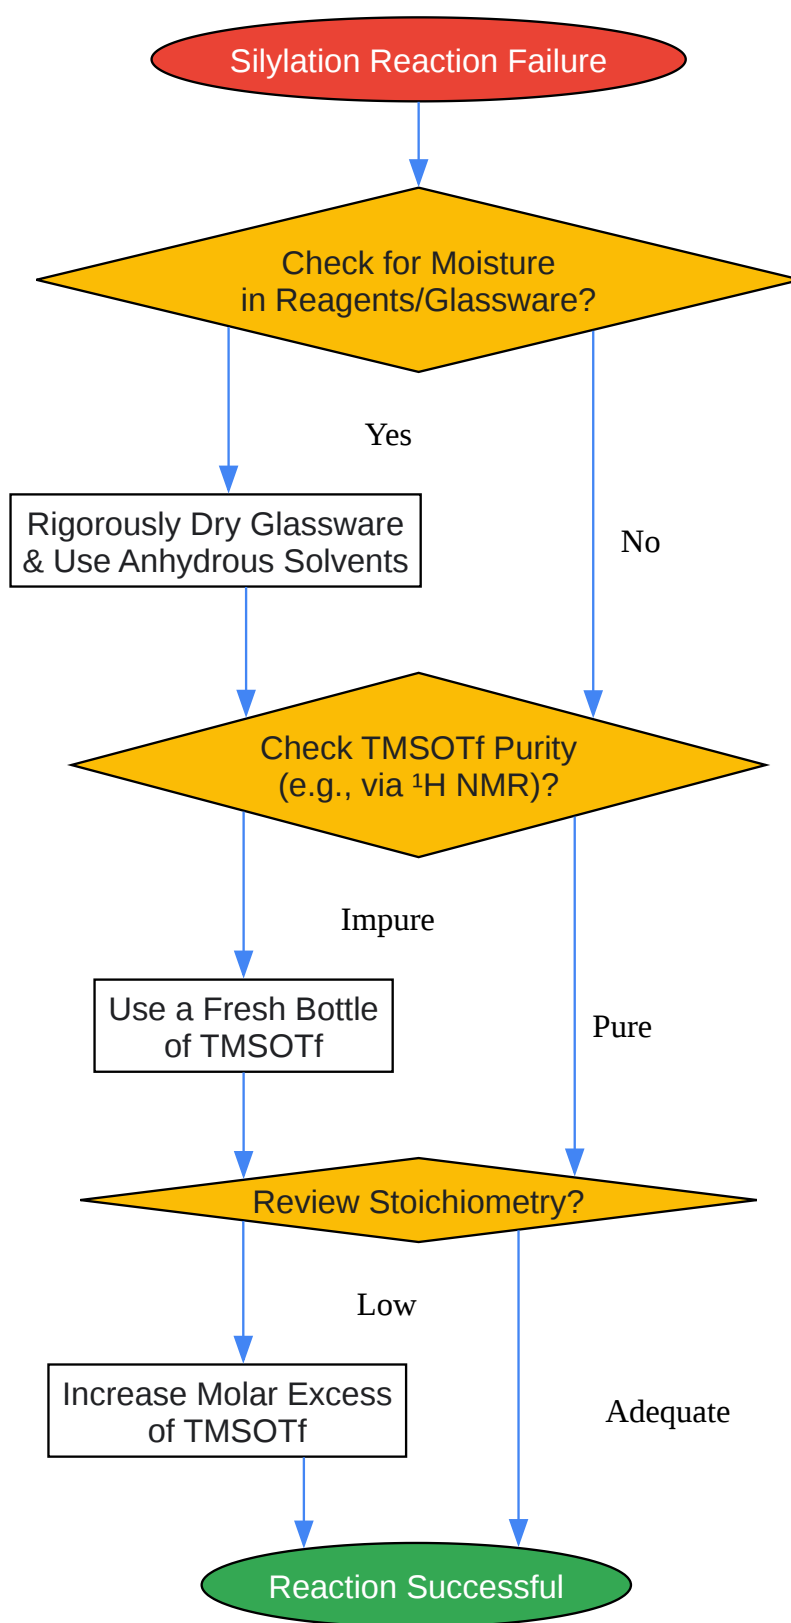 Silylation Reaction Failure
Check for Moisture
in Reagents/Glassware?
Yes
Rigorously Dry Glassware
& Use Anhydrous Solvents
No
Check TMSOTf Purity
(e.g., via ¹H NMR)?
Impure
Use a Fresh Bottle
of TMSOTf
Pure
Review Stoichiometry?
Low
Increase Molar Excess
of TMSOTf
Adequate
Reaction Successful